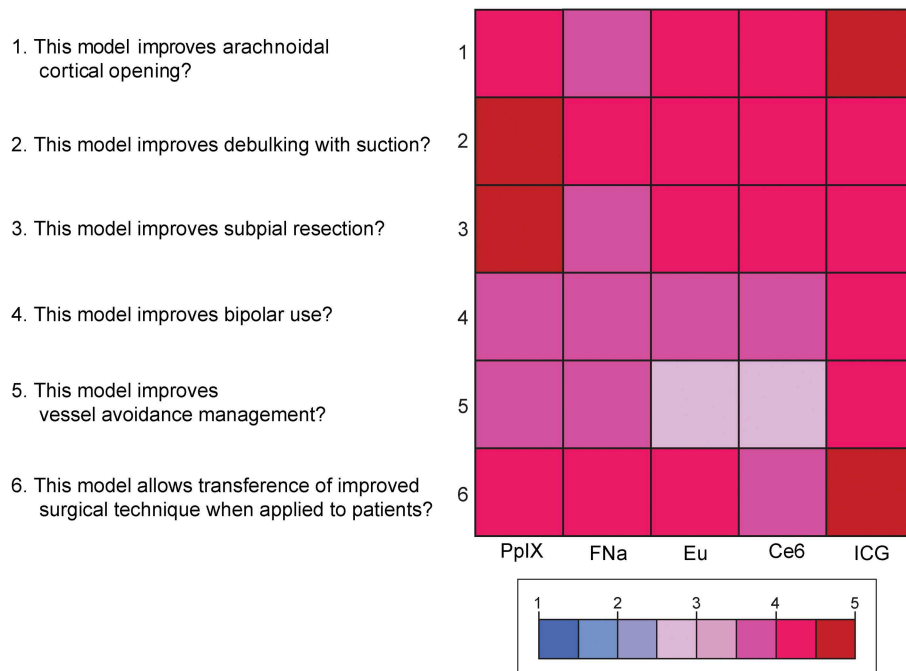 1. This model improves arachnoidal
cortical opening?
2. This model improves debulking with suction?
3. This model improves subpial resection?
4. This model improves bipolar use?
5. This model improves
vessel avoidance management?
6. This model allows transference of improved
surgical technique when applied to patients?
1
2
3
4
5
6
PpIX FNa Eu Ce6 ICG
1 2 3 4 5